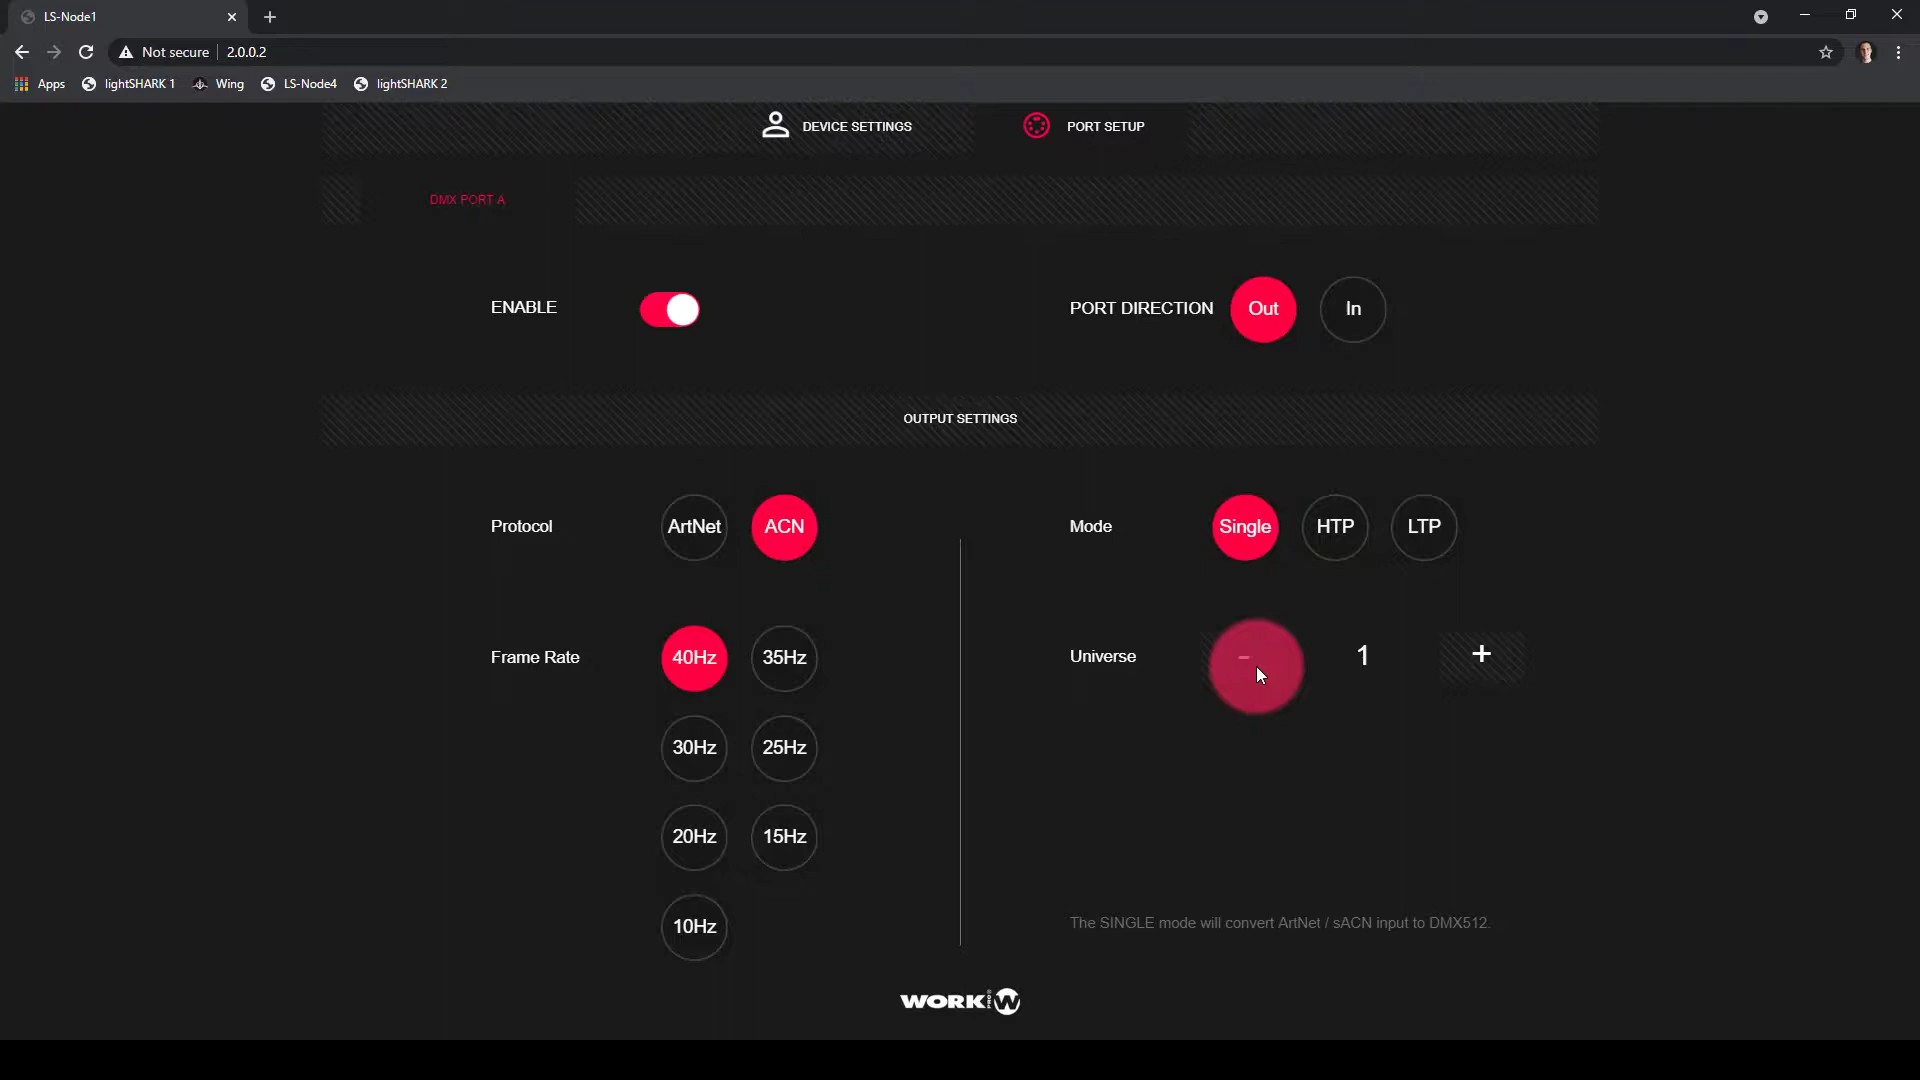 LS-Node1
Not secure 2.0.0.2
Apps lightSHARK 1 Wing LS-Node4 lightSHARK 2
DEVICE SETTINGS PORT SETUP
DMX PORT A
ENABLE PORT DIRECTION Out In
OUTPUT SETTINGS
Protocol ArtNet ACN Mode Single HTP LTP
Frame Rate 40Hz 35Hz Universe - 1 +
30Hz 25Hz
20Hz 15Hz
10Hz
The SINGLE mode will convert ArtNet / sACN input to DMX512.
WORK PRO W